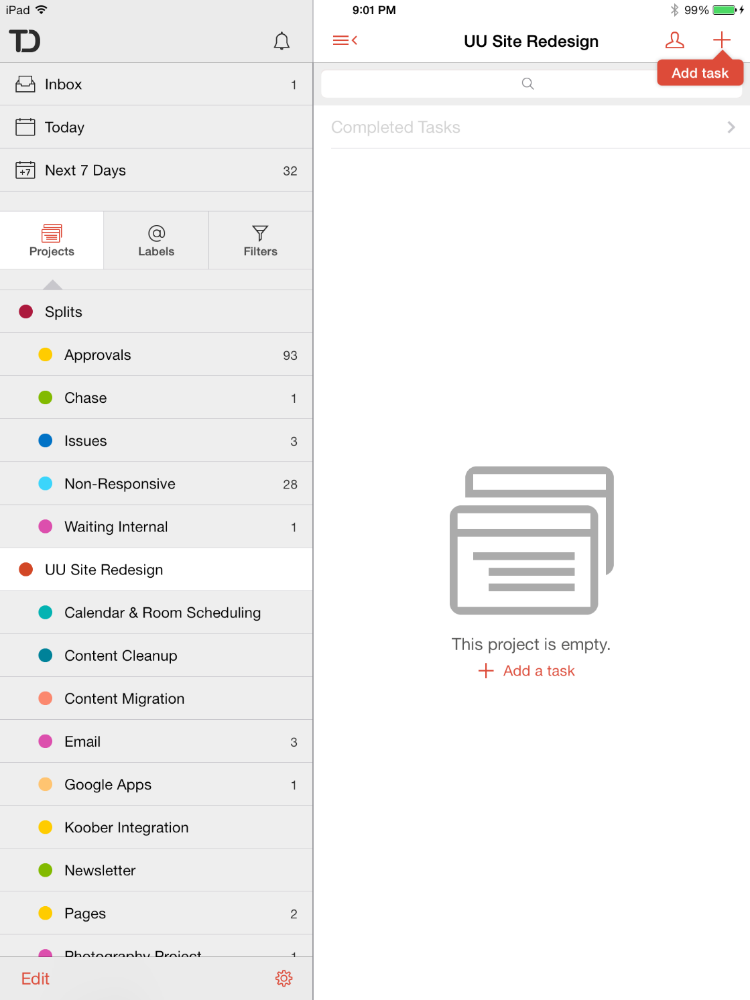 iPad
9:01 PM
99%
TD
UU Site Redesign
Add task
Inbox 1
Today
+7 Next 7 Days 32
Projects
@
Labels
Filters
Splits
Approvals 93
Chase 1
Issues 3
Non-Responsive 28
Waiting Internal 1
UU Site Redesign
Calendar & Room Scheduling
Content Cleanup
Content Migration
Email 3
Google Apps 1
Koober Integration
Newsletter
Pages 2
Photography Project 1
Edit
Completed Tasks
This project is empty.
+ Add a task